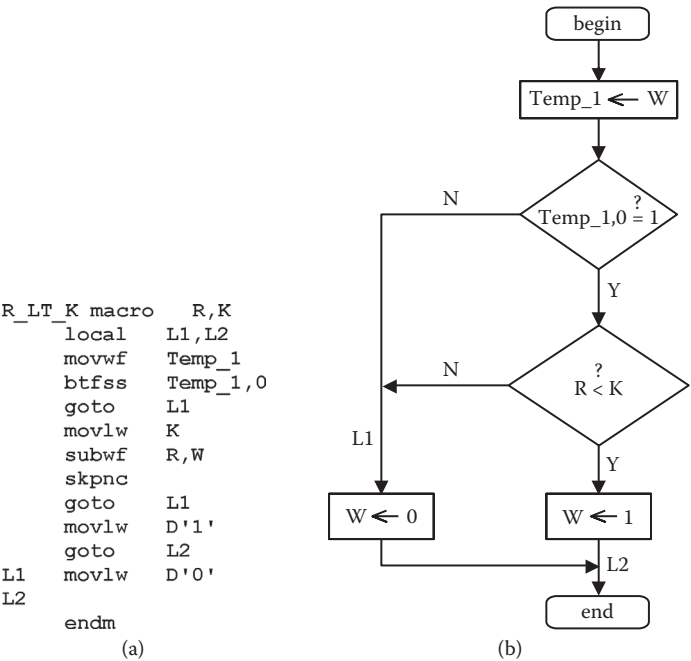 R_LT_K macro R,K
local L1,L2
movwf Temp_1
btfss Temp_1,0
goto L1
movlw K
subwf R,W
skpnc
goto L1
movlw D'1'
goto L2
L1 movlw D'0'
L2
endm
(a)
begin
Temp_1 ← W
?
Temp_1,0 = 1
N
Y
?
R < K
N
L1
Y
W ← 0
W ← 1
L2
end
(b)